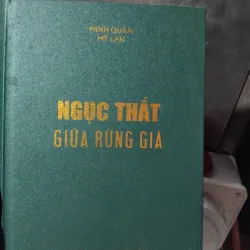 MINH QUÂN
MỸ LAN
NGỤC THẤT
GIỮA RỪNG GIÀ